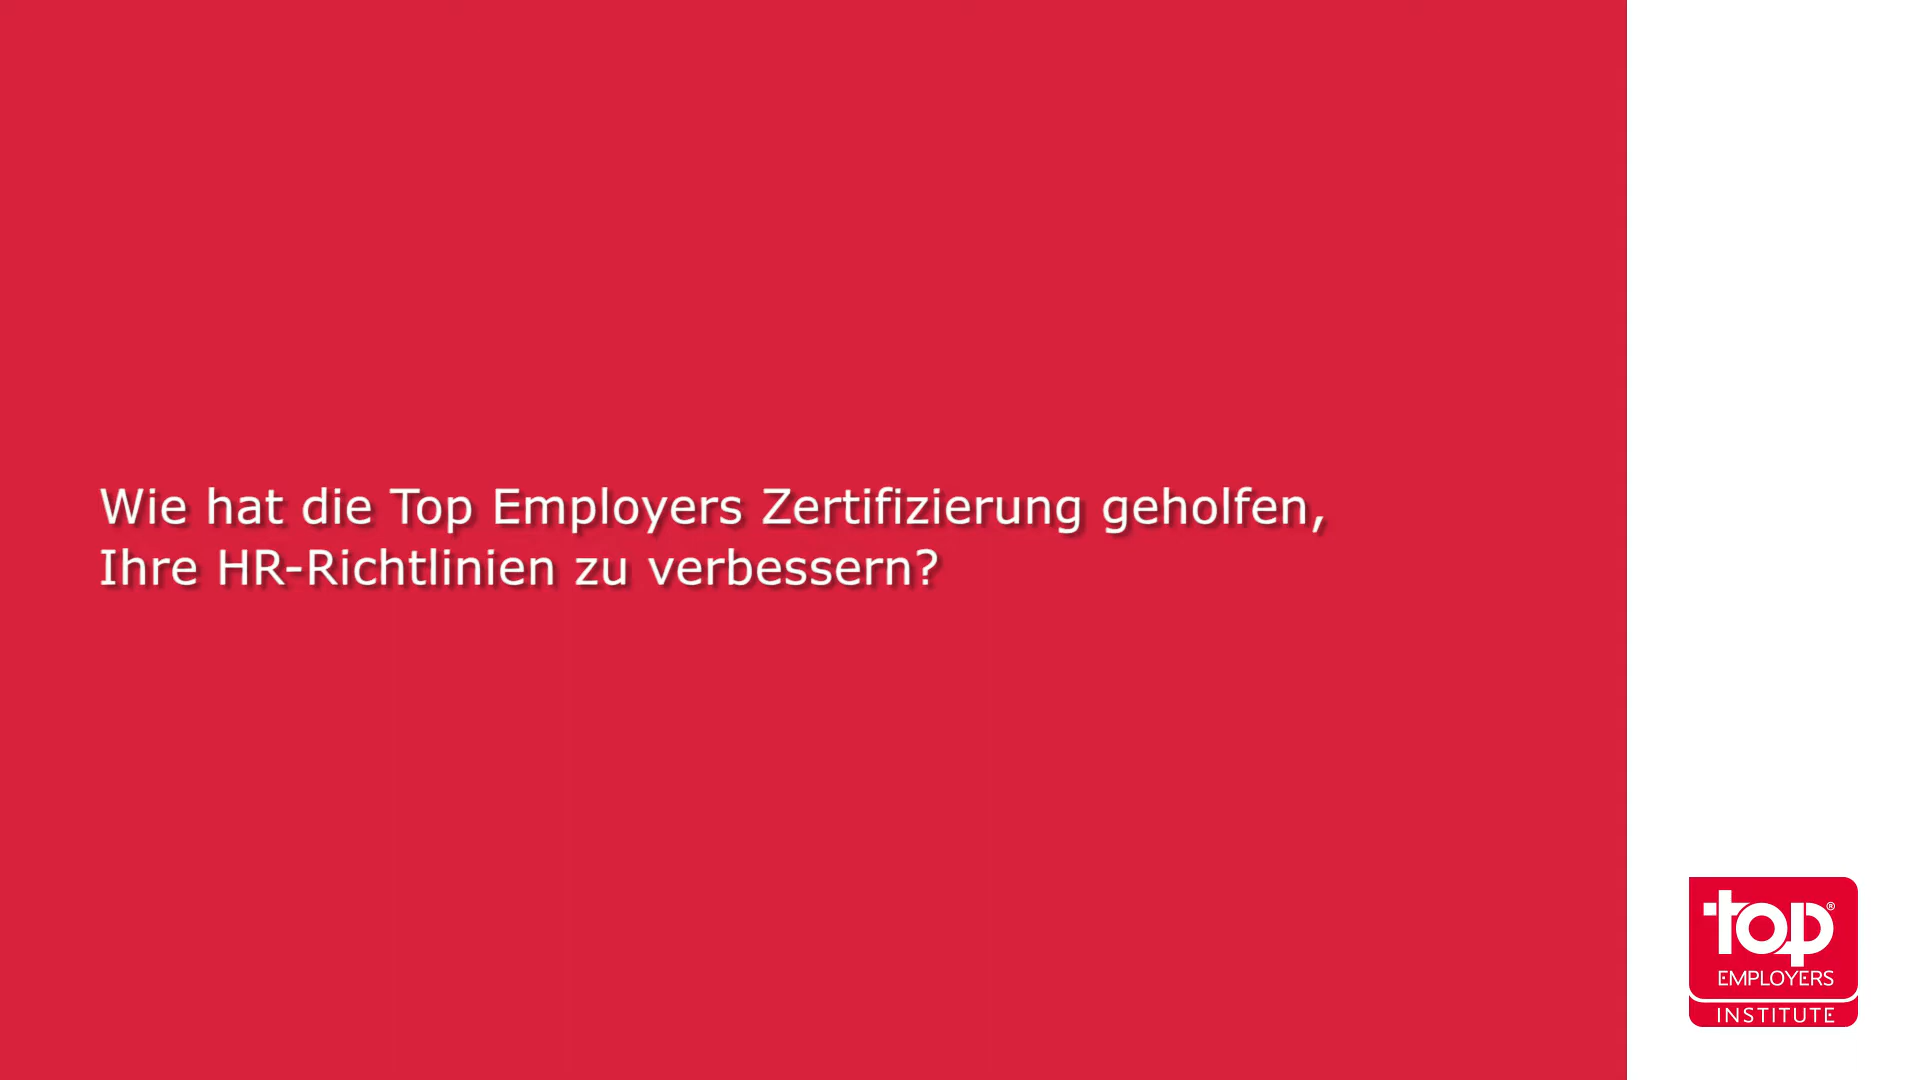 Wie hat die Top Employers Zertifizierung geholfen,
Ihre HR-Richtlinien zu verbessern?
top®
EMPLOYERS
INSTITUTE